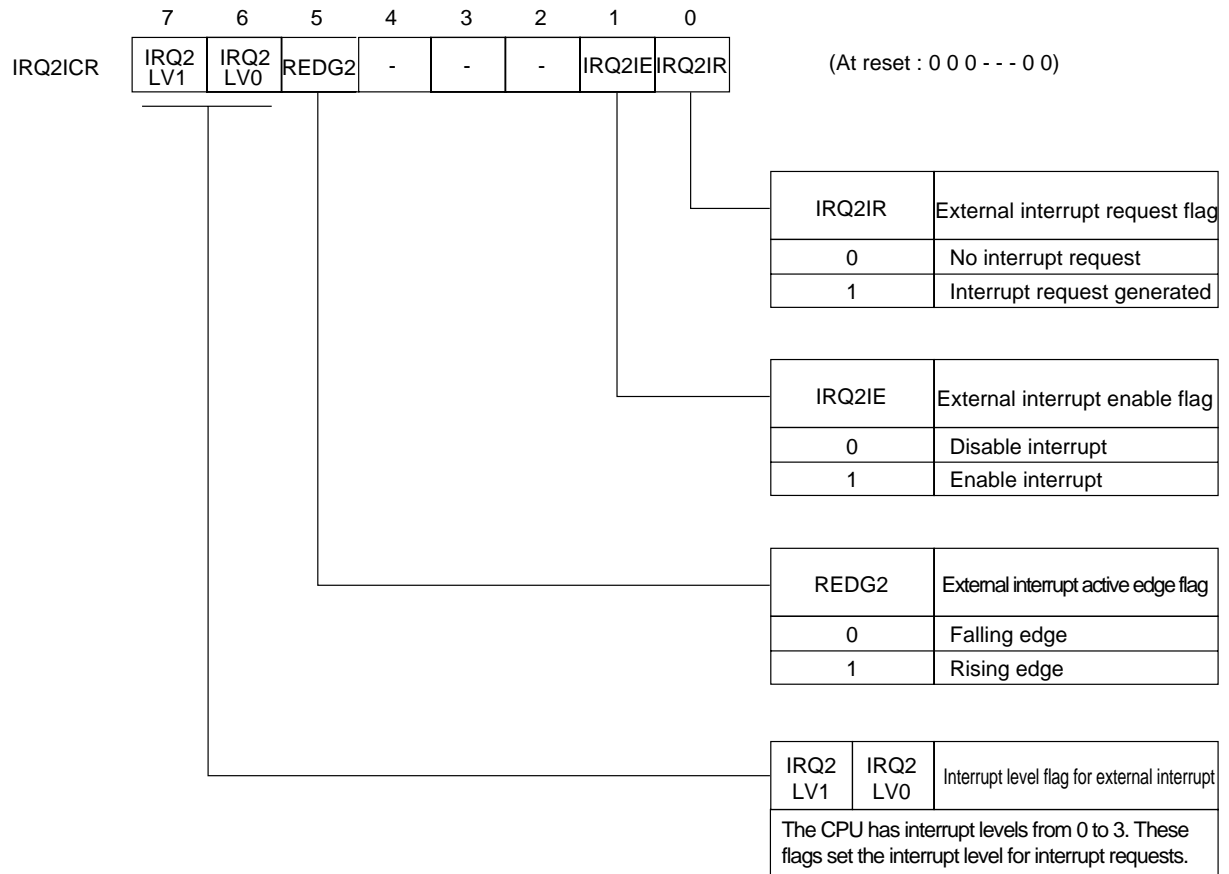 7 6 5 4 3 2 1 0
IRQ2ICR IRQ2 LV1 IRQ2 LV0 REDG2 - - - IRQ2IE IRQ2IR (At reset : 0 0 0 - - - 0 0)
IRQ2IR External interrupt request flag
0 No interrupt request
1 Interrupt request generated
IRQ2IE External interrupt enable flag
0 Disable interrupt
1 Enable interrupt
REDG2 External interrupt active edge flag
0 Falling edge
1 Rising edge
IRQ2 LV1 IRQ2 LV0 Interrupt level flag for external interrupt
The CPU has interrupt levels from 0 to 3. These
flags set the interrupt level for interrupt requests.